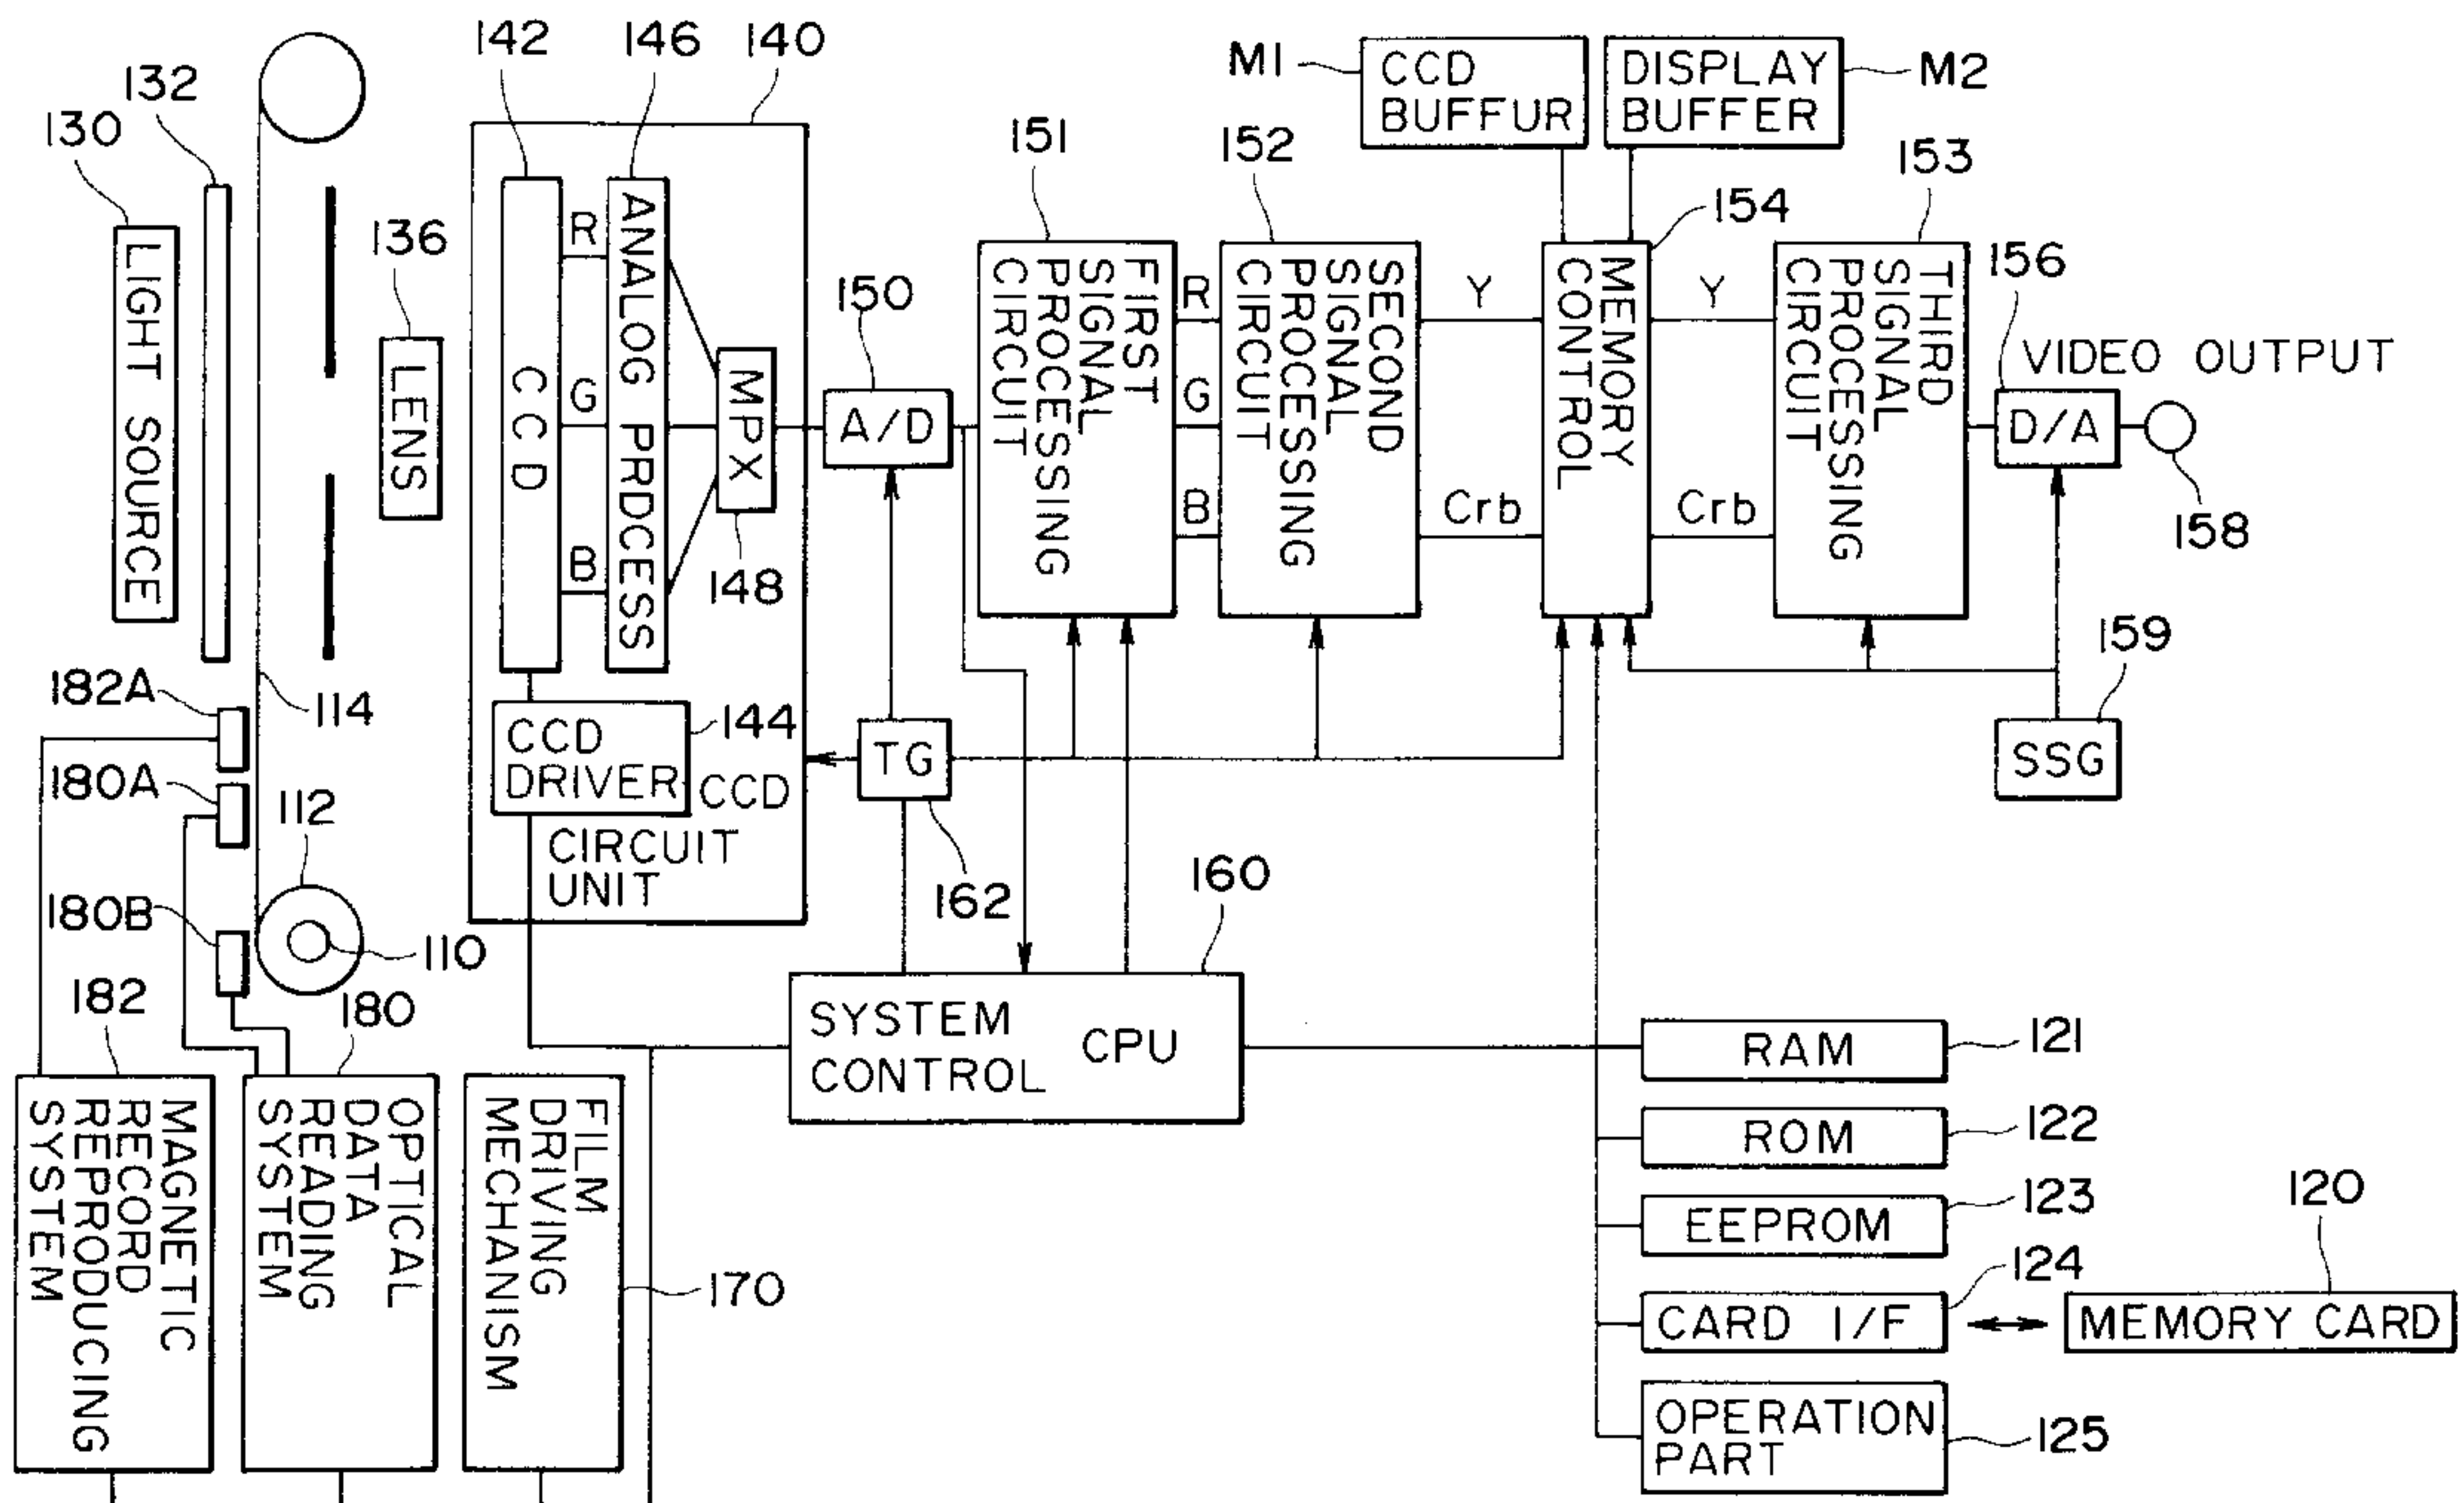 142
146
140
M1
CCD
BUFFUR
DISPLAY
BUFFER
M2
132
130
151
152
153
154
136
LIGHT SOURCE
LENS
CCD
R
G
B
ANALOG PRDCESS
MPX
148
150
A/D
FIRST
SIGNAL
PROCESSING
CIRCUIT
R
G
B
SECOND
SIGNAL
PROCESSING
CIRCUIT
Y
Crb
MEMORY
CONTROL
Y
Crb
THIRD
SIGNAL
PROCESSING
CIRCUIT
156
VIDEO OUTPUT
D/A
158
159
SSG
182A
114
180A
112
180B
110
CCD
DRIVER
144
CCD
CIRCUIT
UNIT
TG
162
160
SYSTEM
CONTROL
CPU
182
180
MAGNETIC
RECORD
REPRODUCING
SYSTEM
OPTICAL
DATA
READING
SYSTEM
FILM
DRIVING
MECHANISM
170
RAM
121
ROM
122
EEPROM
123
CARD I/F
124
120
MEMORY CARD
OPERATION
PART
125